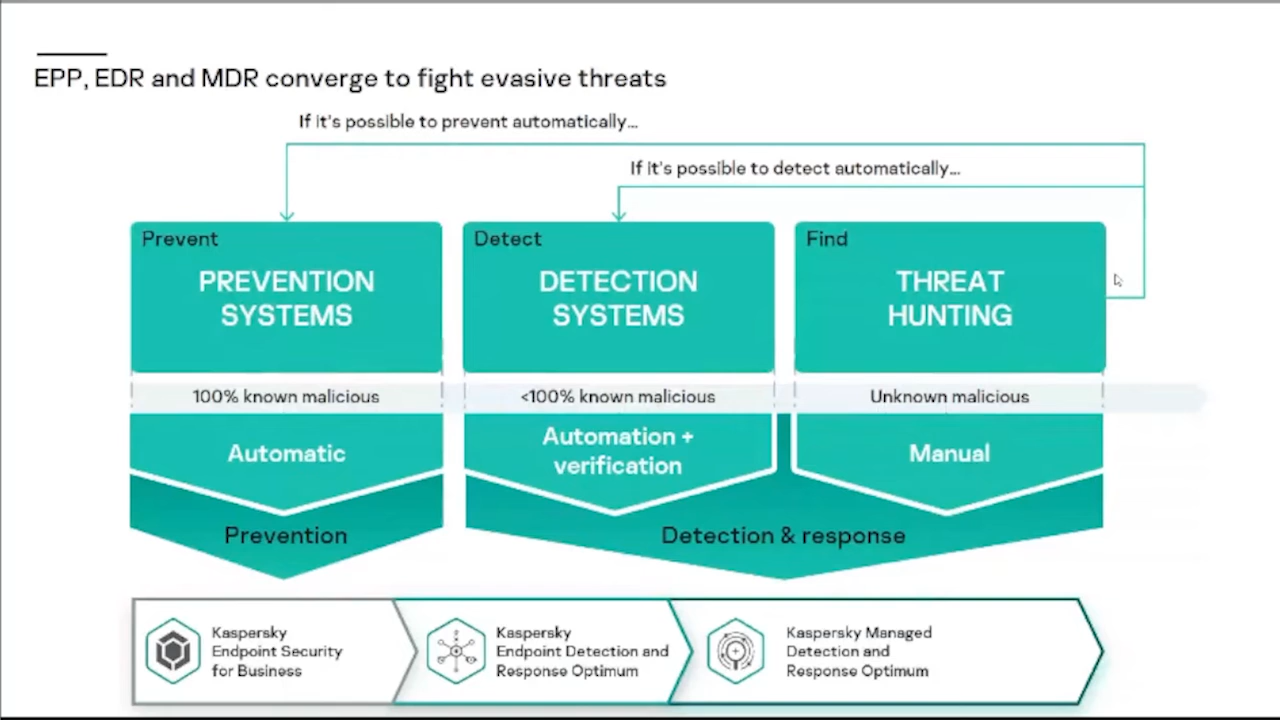 EPP, EDR and MDR converge to fight evasive threats
If it's possible to prevent automatically...
If it's possible to detect automatically...
Prevent
PREVENTION
SYSTEMS
Detect
DETECTION
SYSTEMS
Find
THREAT
HUNTING
100% known malicious
<100% known malicious
Unknown malicious
Automatic
Automation +
verification
Manual
Prevention
Detection & response
Kaspersky
Endpoint Security
for Business
Kaspersky
Endpoint Detection and
Response Optimum
Kaspersky Managed
Detection and
Response Optimum